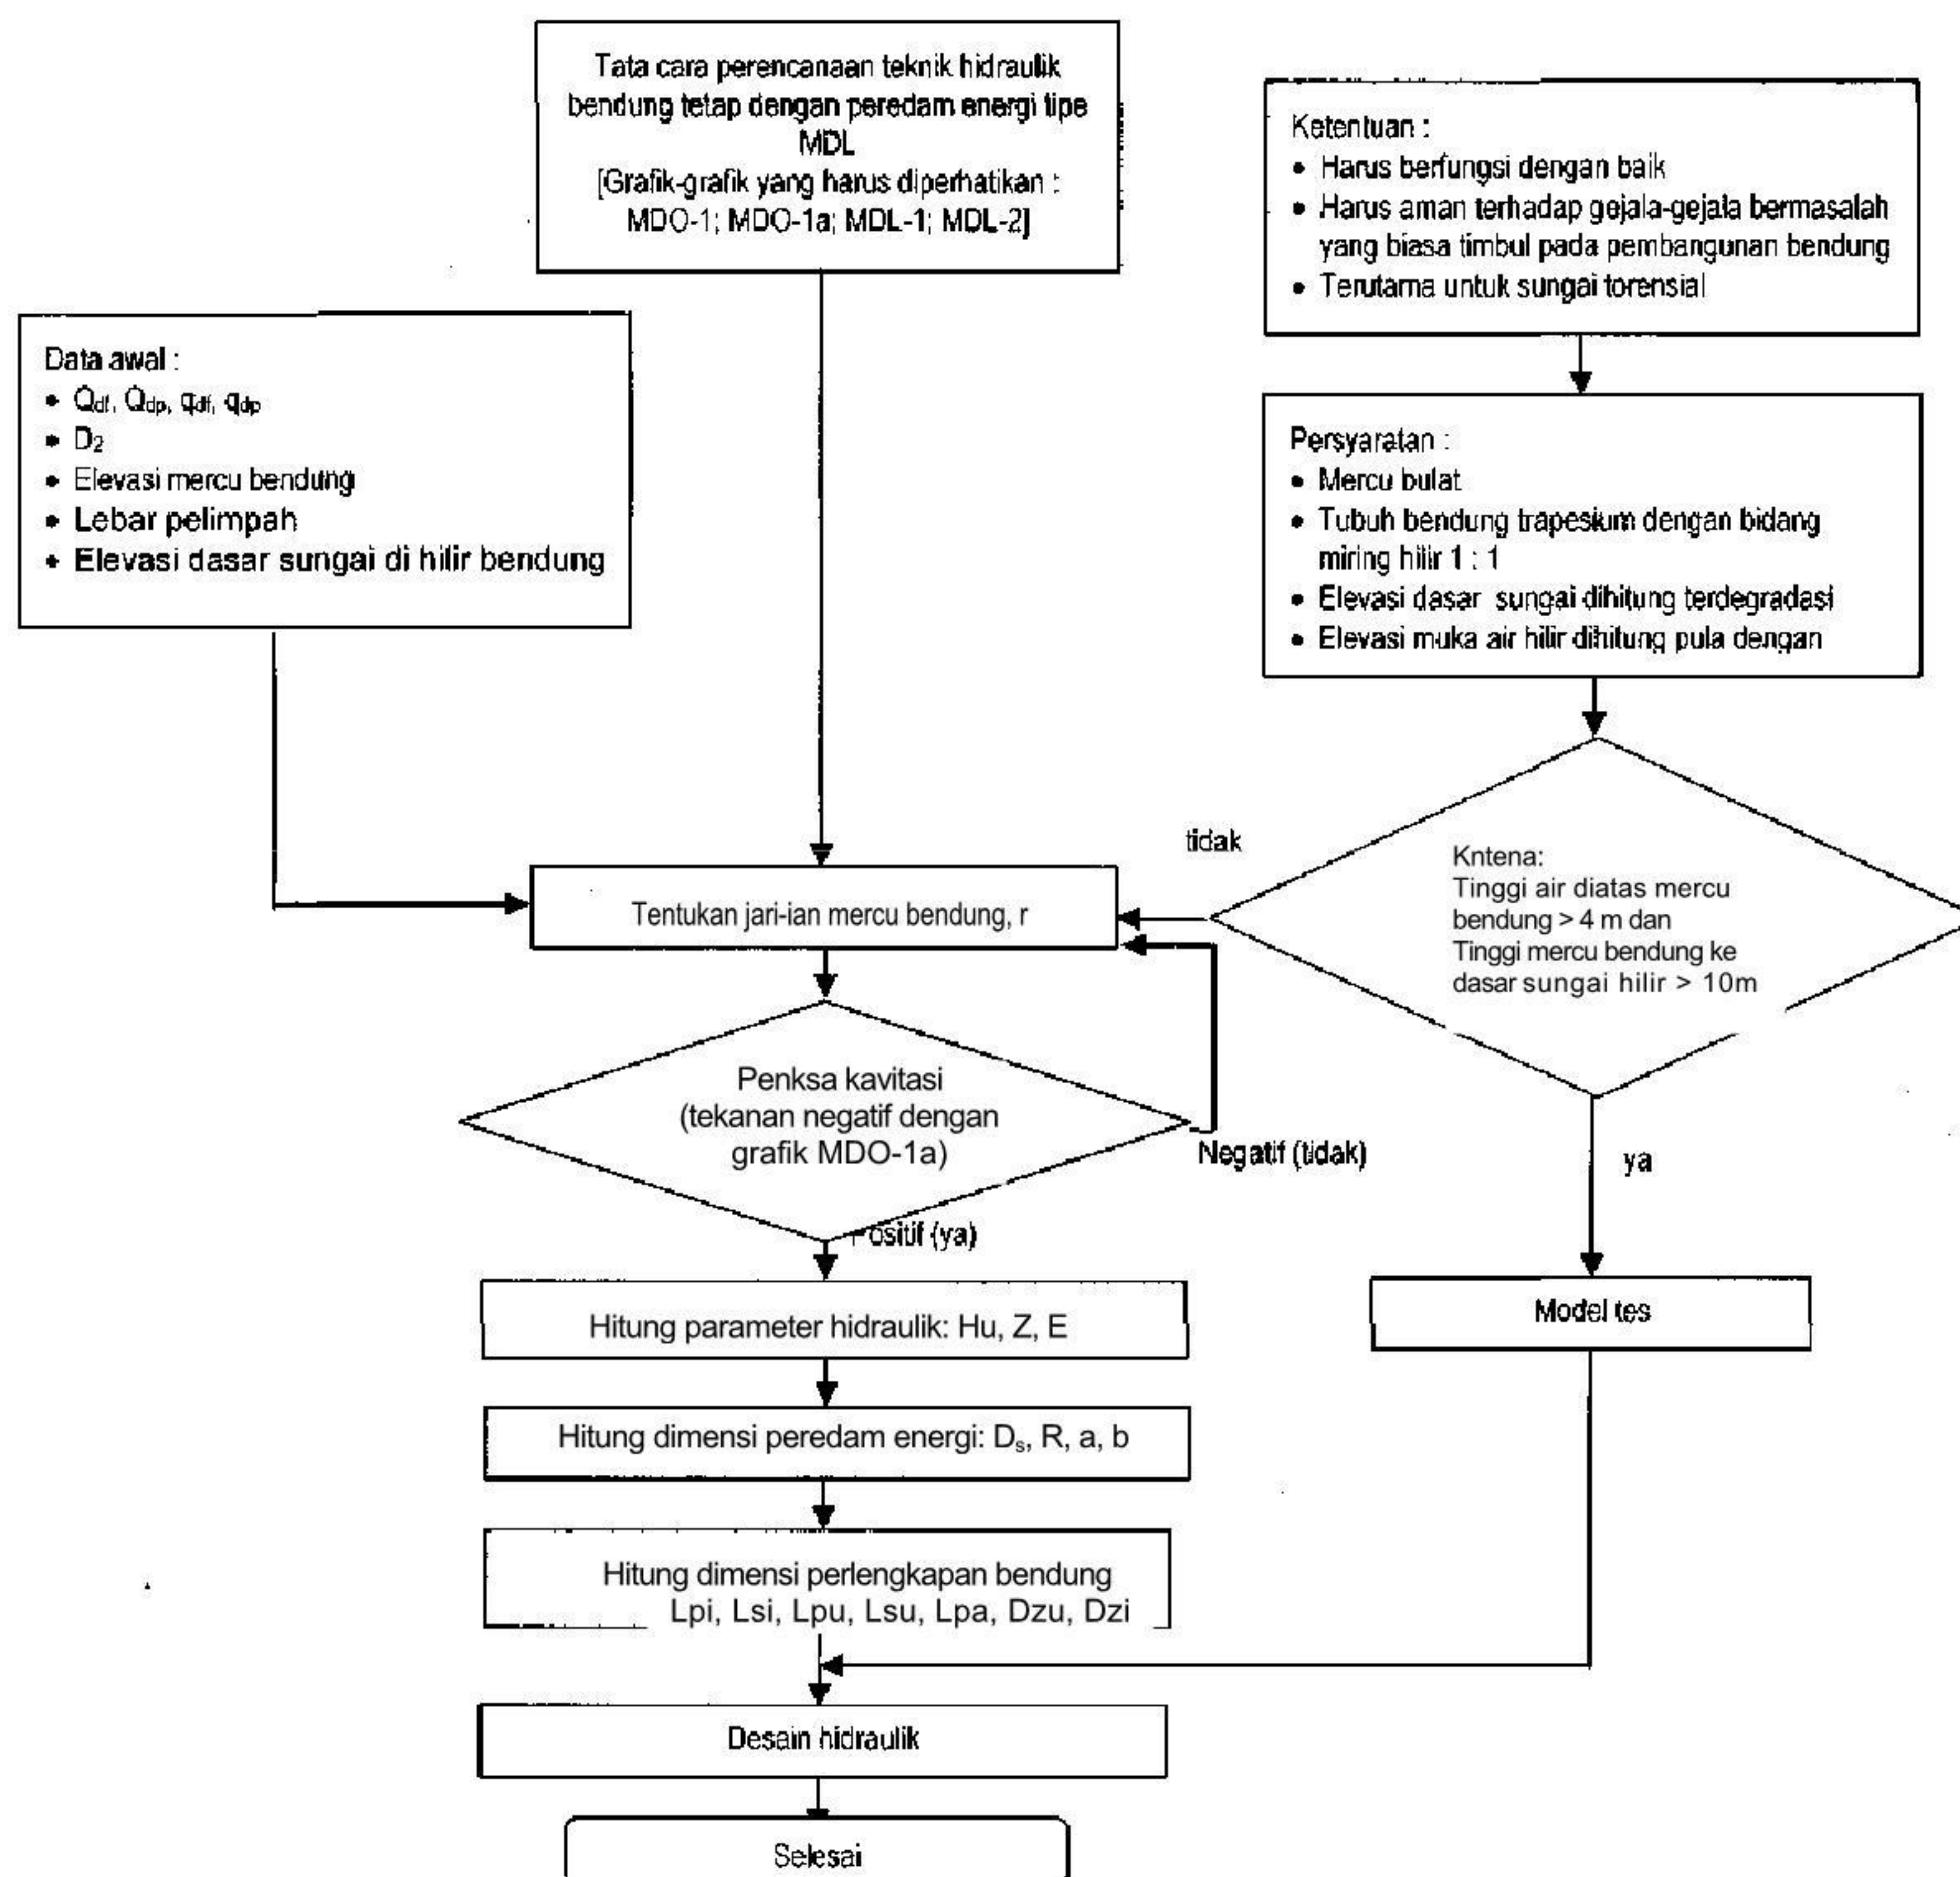 Tata cara perencanaan teknik hidraulik
bendung tetap dengan peredam energi tipe
MDL
[Grafik-grafik yang harus diperhatikan :
MDO-1; MDO-1a; MDL-1; MDL-2]
Ketentuan :
• Harus berfungsi dengan baik
• Harus aman terhadap gejala-gejala bermasalah
yang biasa timbul pada pembangunan bendung
• Terutama untuk sungai torensial
Data awal :
• Qdf, Qdp, qdf, qdp
• D2
• Elevasi mercu bendung
• Lebar pelimpah
• Elevasi dasar sungai di hilir bendung
Persyaratan :
• Mercu bulat
• Tubuh bendung trapesium dengan bidang
miring hilir 1 : 1
• Elevasi dasar sungai dihitung terdegradasi
• Elevasi muka air hilir dihitung pula dengan
tidak
Kntena:
Tinggi air diatas mercu
bendung > 4 m dan
Tinggi mercu bendung ke
dasar sungai hilir > 10m
Tentukan jari-ian mercu bendung, r
Penksa kavitasi
(tekanan negatif dengan
grafik MDO-1a)
Negatif (tidak)
ya
Positif (ya)
Hitung parameter hidraulik: Hu, Z, E
Model tes
Hitung dimensi peredam energi: Ds, R, a, b
Hitung dimensi perlengkapan bendung
Lpi, Lsi, Lpu, Lsu, Lpa, Dzu, Dzi
Desain hidraulik
Selesai